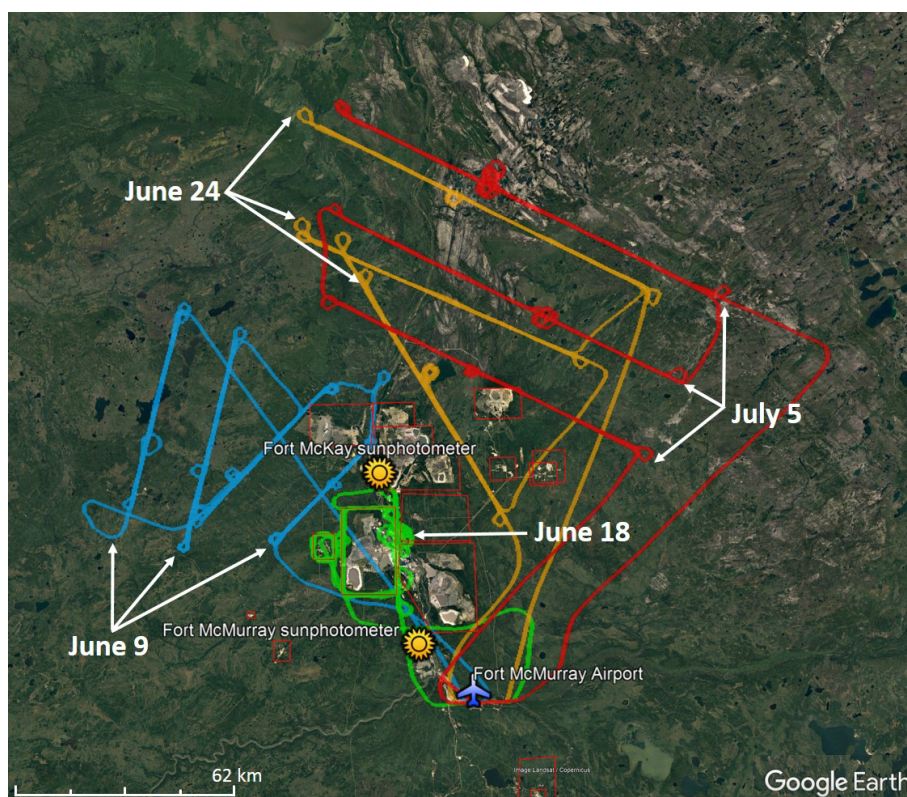 June 24
July 5
Fort McKay sunphotometer
June 18
June 9
Fort McMurray sunphotometer
Fort McMurray Airport
Image Landsat / Copernicus
62 km
Google Earth